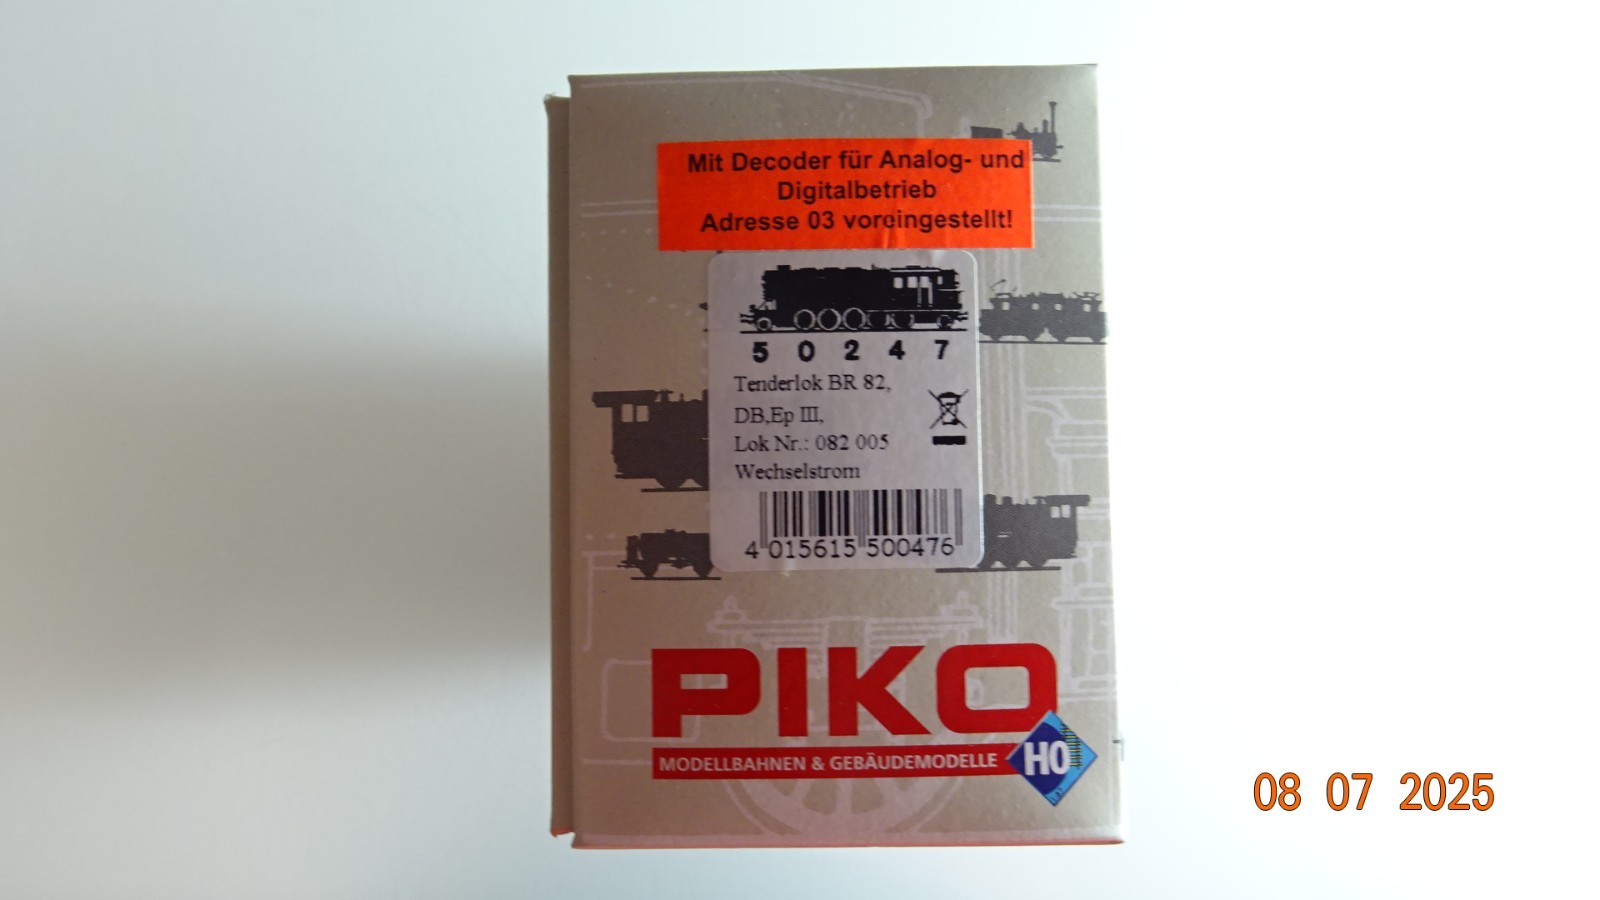 Mit Decoder für Analog- und
Digitalbetrieb
Adresse 03 voreingestellt!
5 0 2 4 7
Tenderlok BR 82,
DB,Ep III,
Lok Nr.: 082 005
Wechselstrom
4 015615 500476
PIKO
MODELLBAHNEN & GEBÄUDEMODELLE
H0
08 07 2025